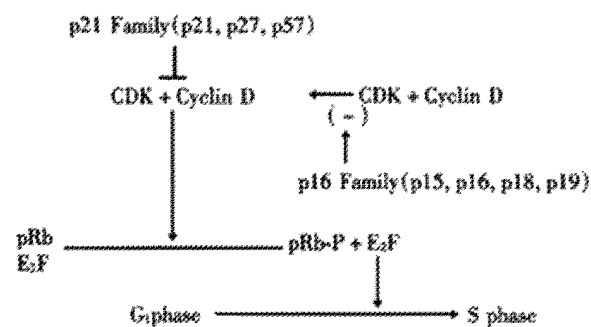 p21 Family(p21, p27, p57)
CDK + Cyclin D
CDK + Cyclin D
( - )
p16 Family(p15, p16, p18, p19)
pRb
E₂F
pRb-P + E₂F
G₁phase
S phase